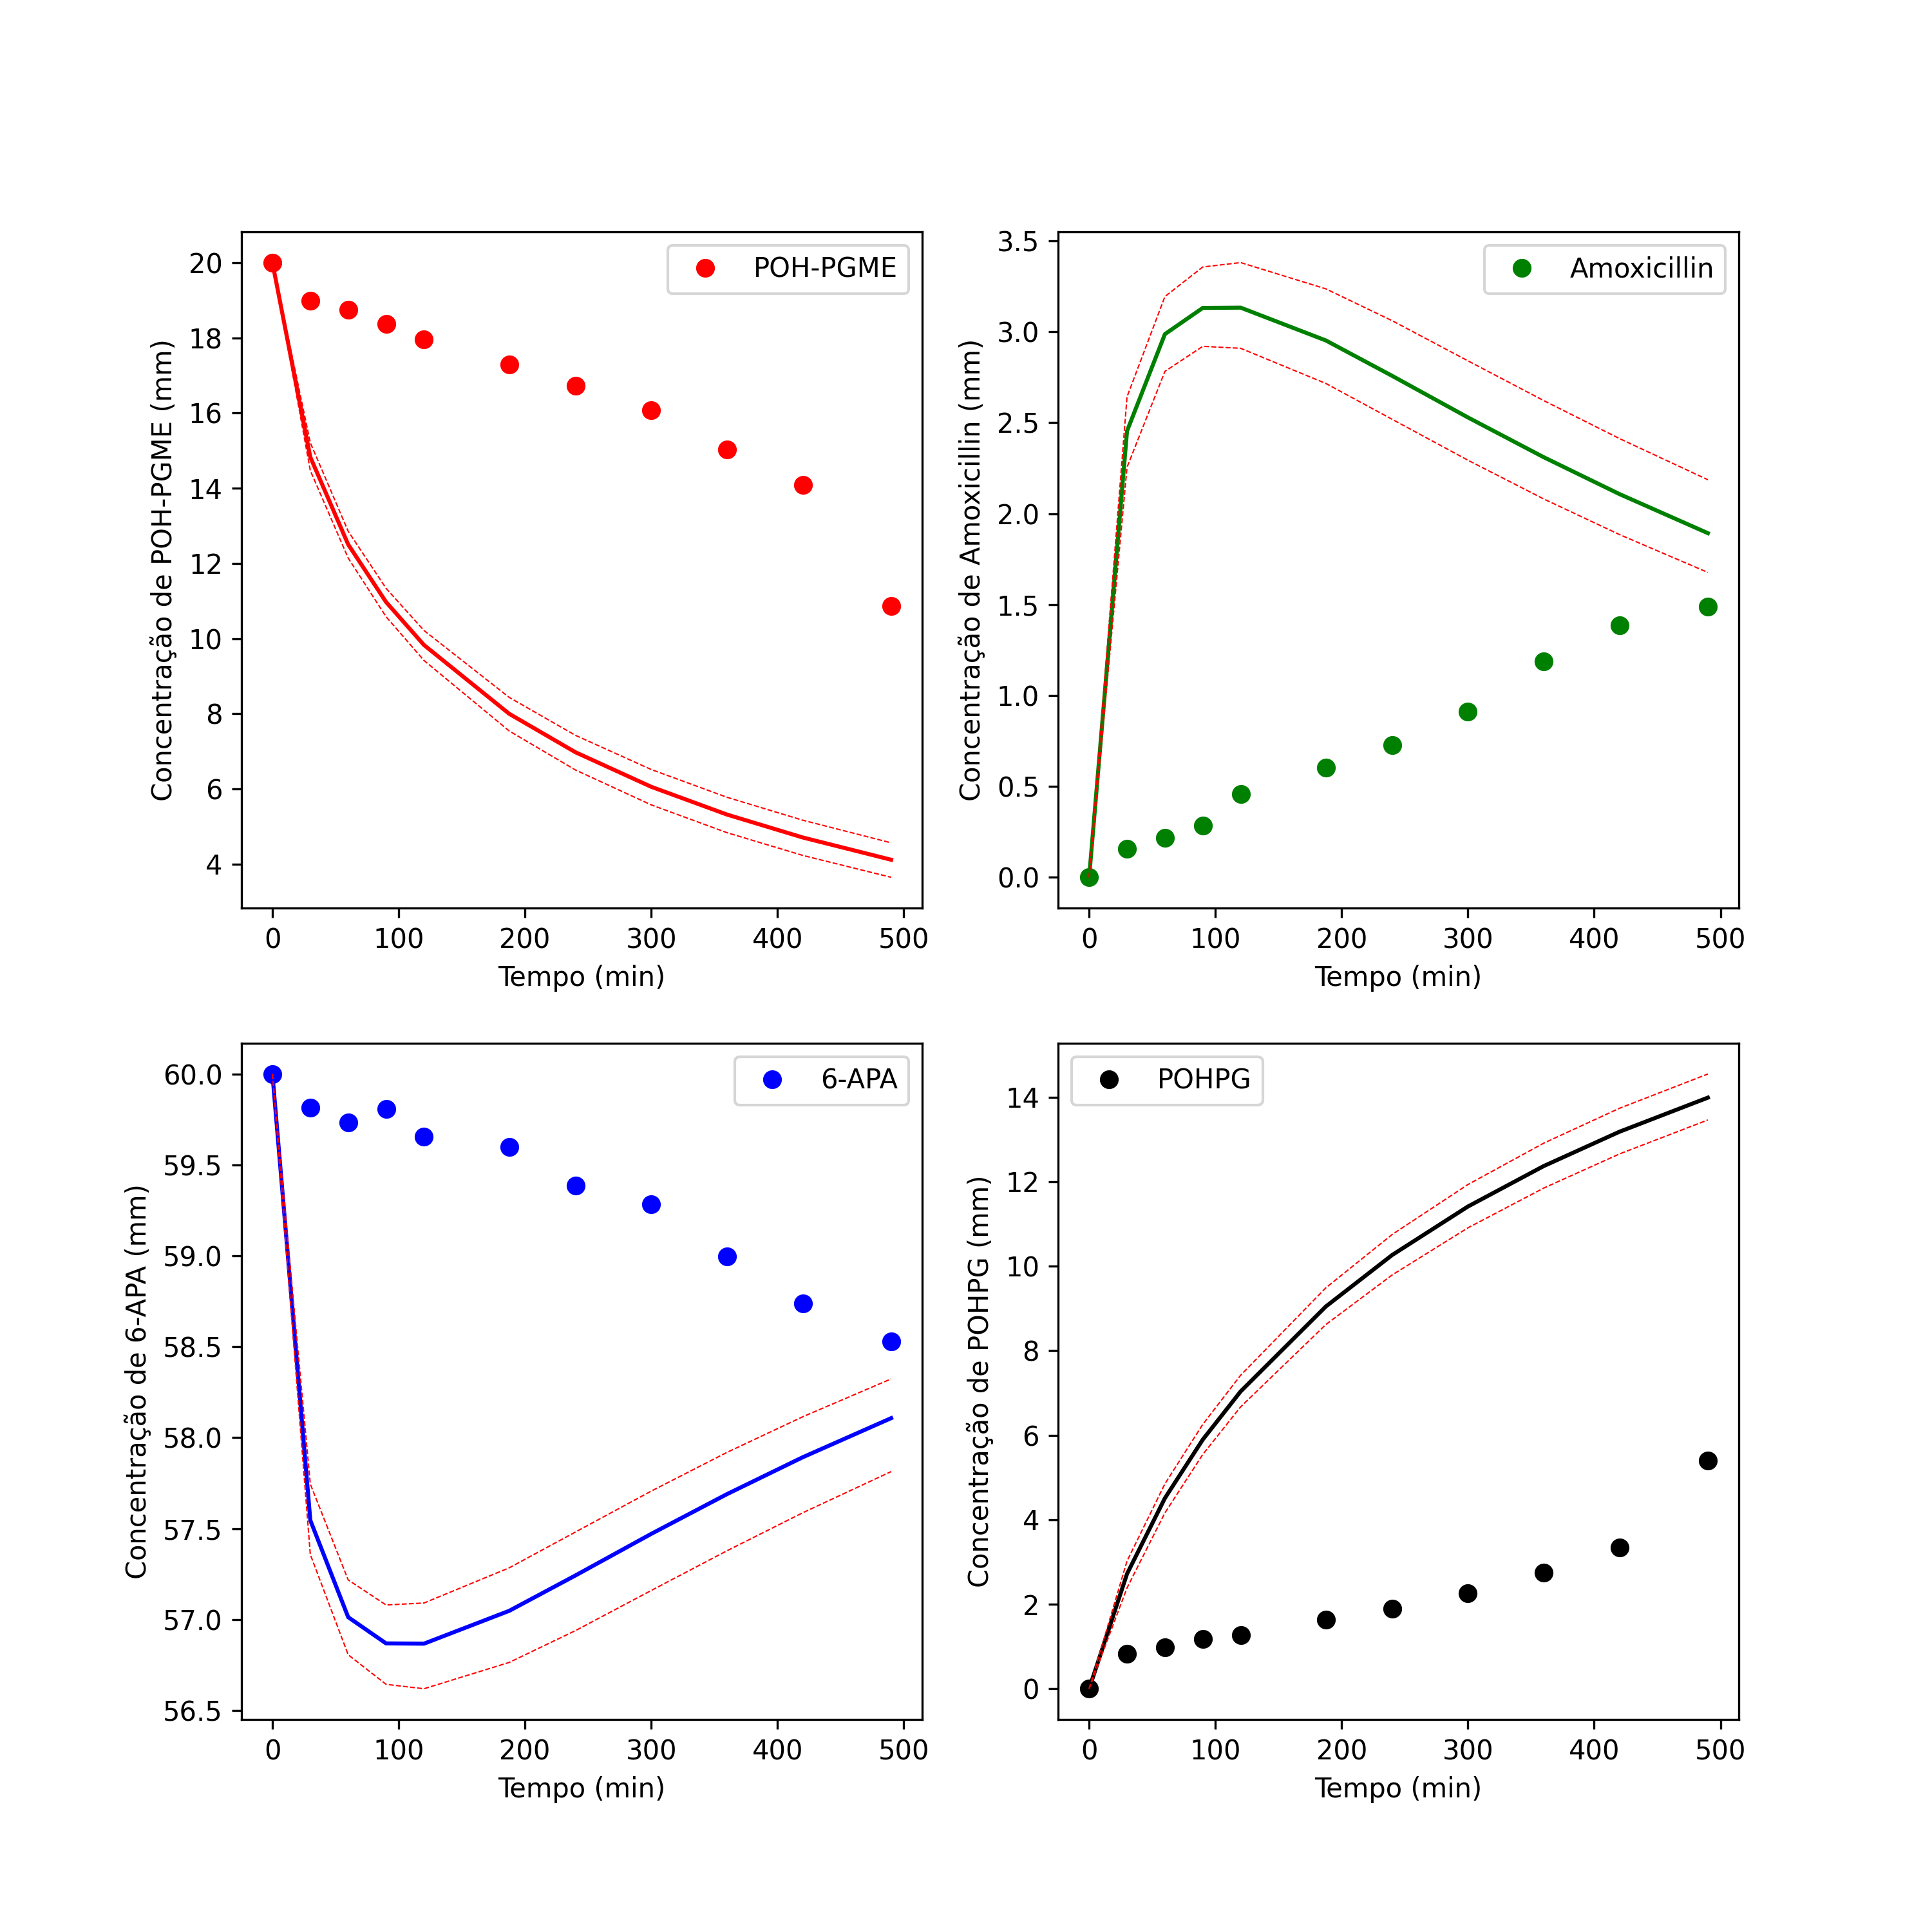 POH-PGME
20
18
16
14
12
10
8
6
4
Concentração de POH-PGME (mm)
0 100 200 300 400 500
Tempo (min)
Amoxicillin
3.5
3.0
2.5
2.0
1.5
1.0
0.5
0.0
Concentração de Amoxicillin (mm)
0 100 200 300 400 500
Tempo (min)
6-APA
60.0
59.5
59.0
58.5
58.0
57.5
57.0
56.5
Concentração de 6-APA (mm)
0 100 200 300 400 500
Tempo (min)
POHPG
14
12
10
8
6
4
2
0
Concentração de POHPG (mm)
0 100 200 300 400 500
Tempo (min)